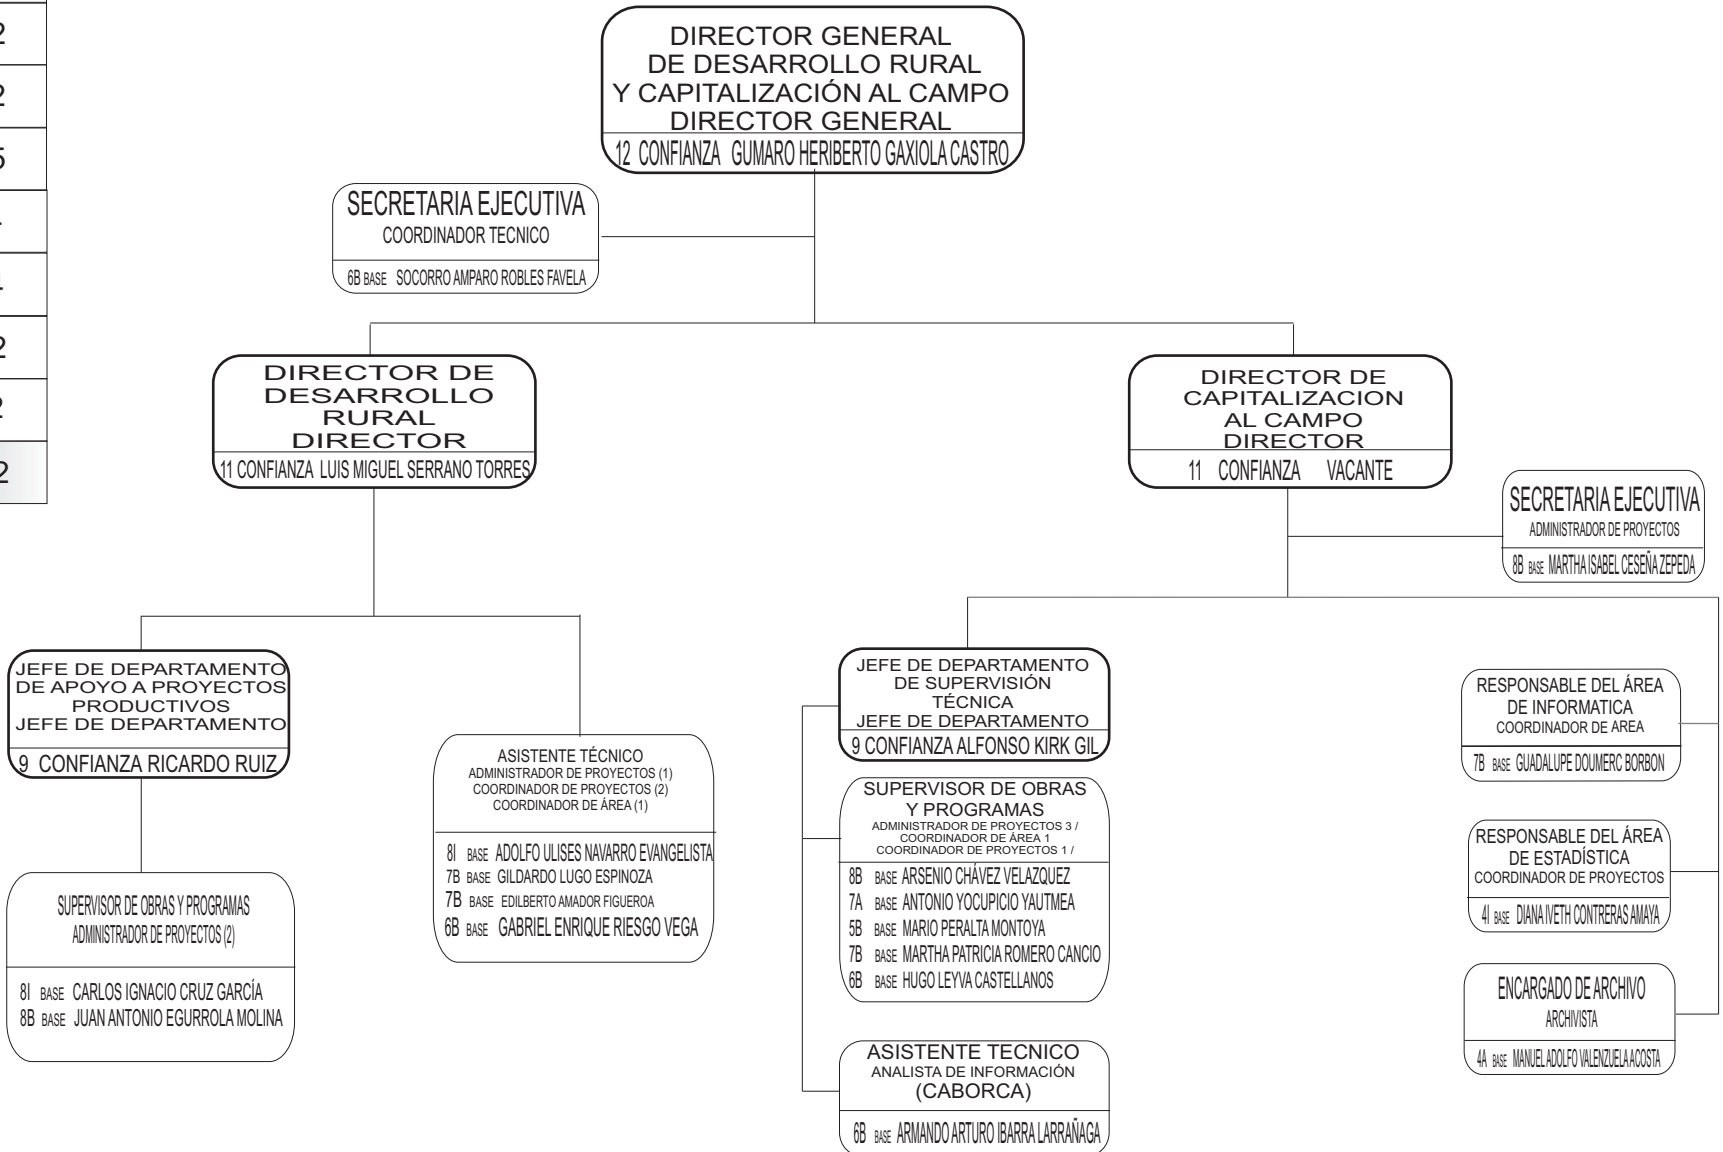 2
2
5
2
2
2
DIRECTOR GENERAL
DE DESARROLLO RURAL
Y CAPITALIZACIÓN AL CAMPO
DIRECTOR GENERAL
12 CONFIANZA GUMARO HERIBERTO GAXIOLA CASTRO
SECRETARIA EJECUTIVA
COORDINADOR TECNICO
6B BASE SOCORRO AMPARO ROBLES FAVELA
DIRECTOR DE
DESARROLLO
RURAL
DIRECTOR
11 CONFIANZA LUIS MIGUEL SERRANO TORRES
DIRECTOR DE
CAPITALIZACION
AL CAMPO
DIRECTOR
11 CONFIANZA VACANTE
SECRETARIA EJECUTIVA
ADMINISTRADOR DE PROYECTOS
8B BASE MARTHA ISABEL CESEÑA ZEPEDA
JEFE DE DEPARTAMENTO
DE APOYO A PROYECTOS
PRODUCTIVOS
JEFE DE DEPARTAMENTO
9 CONFIANZA RICARDO RUIZ
SUPERVISOR DE OBRAS Y PROGRAMAS
ADMINISTRADOR DE PROYECTOS (2)
8I BASE CARLOS IGNACIO CRUZ GARCÍA
8B BASE JUAN ANTONIO EGURROLA MOLINA
ASISTENTE TÉCNICO
ADMINISTRADOR DE PROYECTOS (1)
COORDINADOR DE PROYECTOS (2)
COORDINADOR DE ÁREA (1)
8I BASE ADOLFO ULISES NAVARRO EVANGELISTA
7B BASE GILDARDO LUGO ESPINOZA
7B BASE EDILBERTO AMADOR FIGUEROA
6B BASE GABRIEL ENRIQUE RIESGO VEGA
JEFE DE DEPARTAMENTO
DE SUPERVISIÓN
TÉCNICA
JEFE DE DEPARTAMENTO
9 CONFIANZA ALFONSO KIRK GIL
SUPERVISOR DE OBRAS
Y PROGRAMAS
ADMINISTRADOR DE PROYECTOS 3 /
COORDINADOR DE ÁREA 1
COORDINADOR DE PROYECTOS 1 /
8B BASE ARSENIO CHÁVEZ VELAZQUEZ
7A BASE ANTONIO YOCUPICIO YAUTMEA
5B BASE MARIO PERALTA MONTOYA
7B BASE MARTHA PATRICIA ROMERO CANCIO
6B BASE HUGO LEYVA CASTELLANOS
ASISTENTE TECNICO
ANALISTA DE INFORMACIÓN
(CABORCA)
6B BASE ARMANDO ARTURO IBARRA LARRAÑAGA
RESPONSABLE DEL ÁREA
DE INFORMATICA
COORDINADOR DE AREA
7B BASE GUADALUPE DOUMERC BORBON
RESPONSABLE DEL ÁREA
DE ESTADÍSTICA
COORDINADOR DE PROYECTOS
4I BASE DIANA IVETH CONTRERAS AMAYA
ENCARGADO DE ARCHIVO
ARCHIVISTA
4A BASE MANUEL ADOLFO VALENZUELA ACOSTA